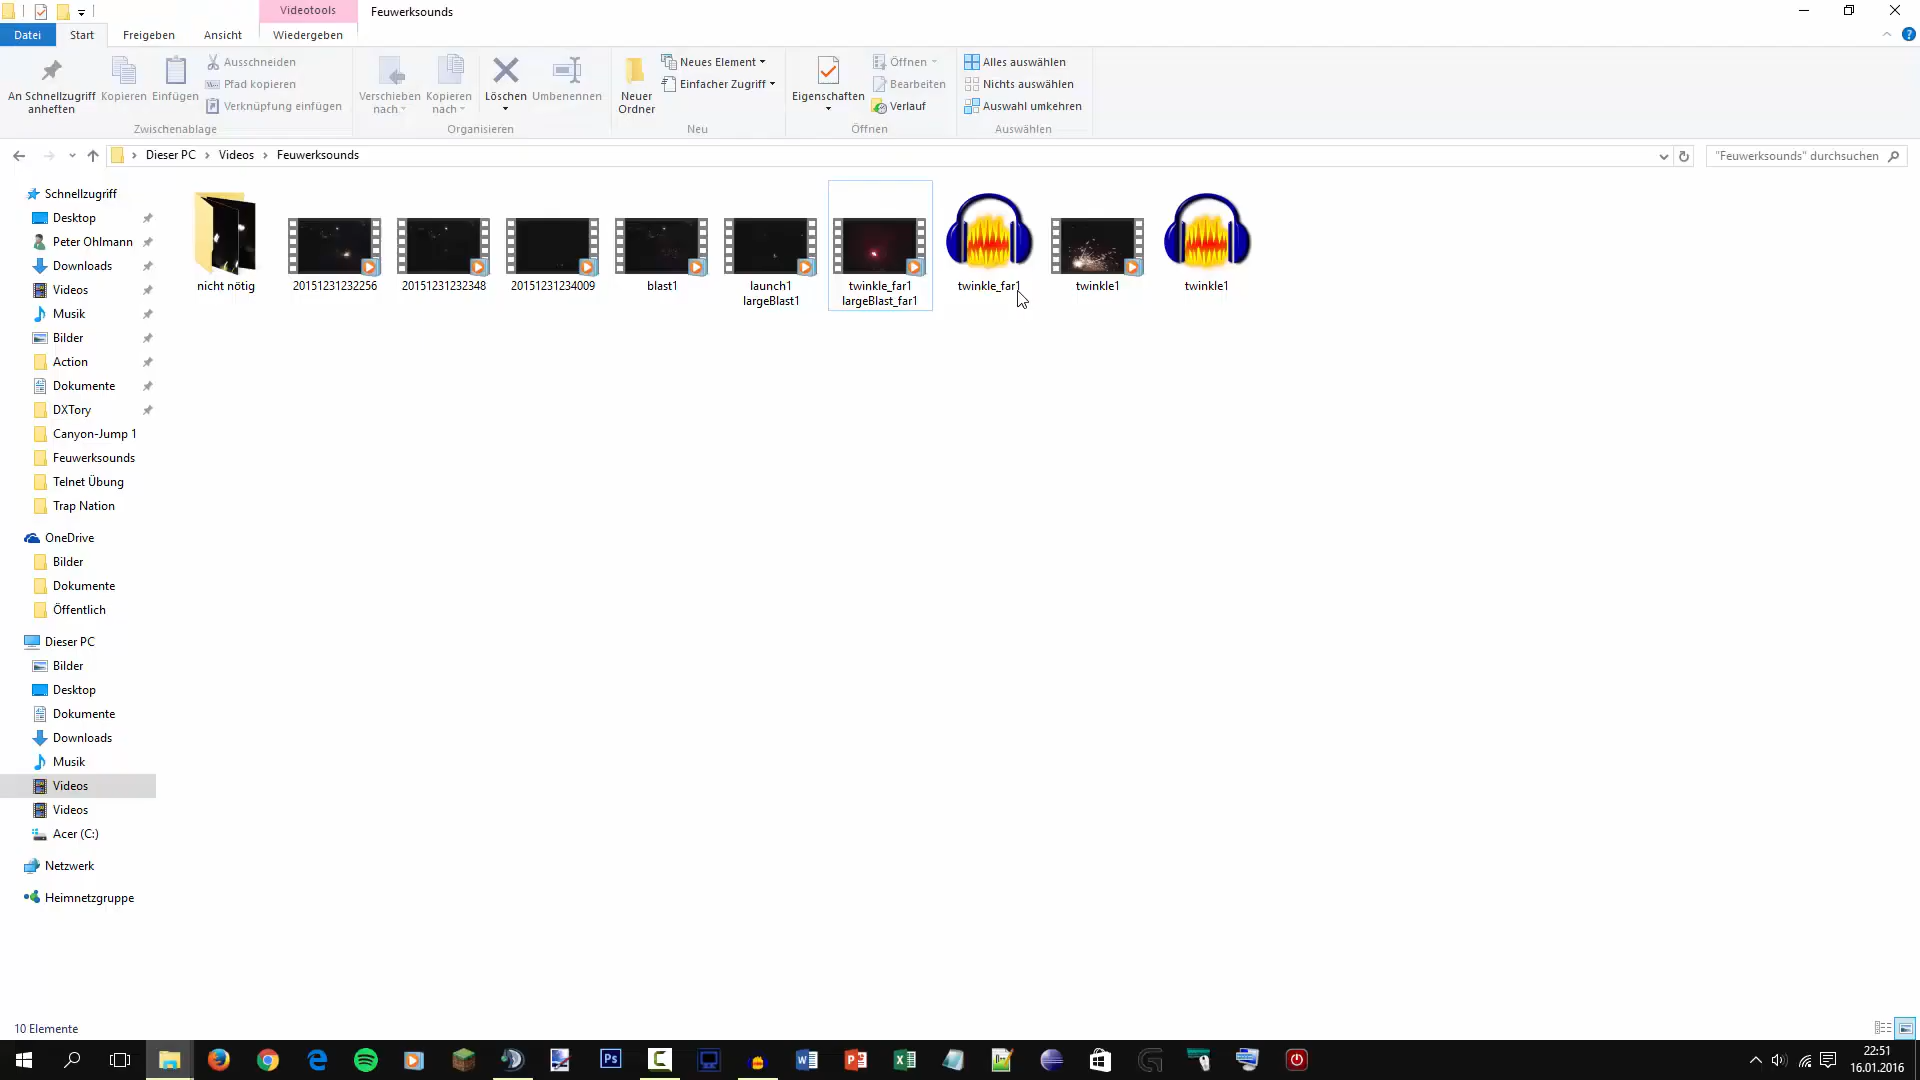 Videotools
Feuwerksounds
Datei
Start
Freigeben
Ansicht
Wiedergeben
?
An Schnellzugriff
anheften
Kopieren
Einfügen
Ausschneiden
Pfad kopieren
Verknüpfung einfügen
Zwischenablage
Verschieben
nach
Kopieren
nach
Löschen
Umbenennen
Organisieren
Neuer
Ordner
Neues Element
Einfacher Zugriff
Neu
Eigenschaften
Öffnen
Bearbeiten
Verlauf
Öffnen
Alles auswählen
Nichts auswählen
Auswahl umkehren
Auswählen
Dieser PC > Videos > Feuwerksounds
"Feuwerksounds" durchsuchen
Schnellzugriff
Desktop
Peter Ohlmann
Downloads
Videos
Musik
Bilder
Action
Dokumente
DXTory
Canyon-Jump 1
Feuwerksounds
Telnet Übung
Trap Nation
OneDrive
Bilder
Dokumente
Öffentlich
Dieser PC
Bilder
Desktop
Dokumente
Downloads
Musik
Videos
Videos
Acer (C:)
Netzwerk
Heimnetzgruppe
nicht nötig
20151231232256
20151231232348
20151231234009
blast1
launch1
largeBlast1
twinkle_far1
largeBlast_far1
twinkle_far1
twinkle1
twinkle1
10 Elemente
Ps
22:51
16.01.2016